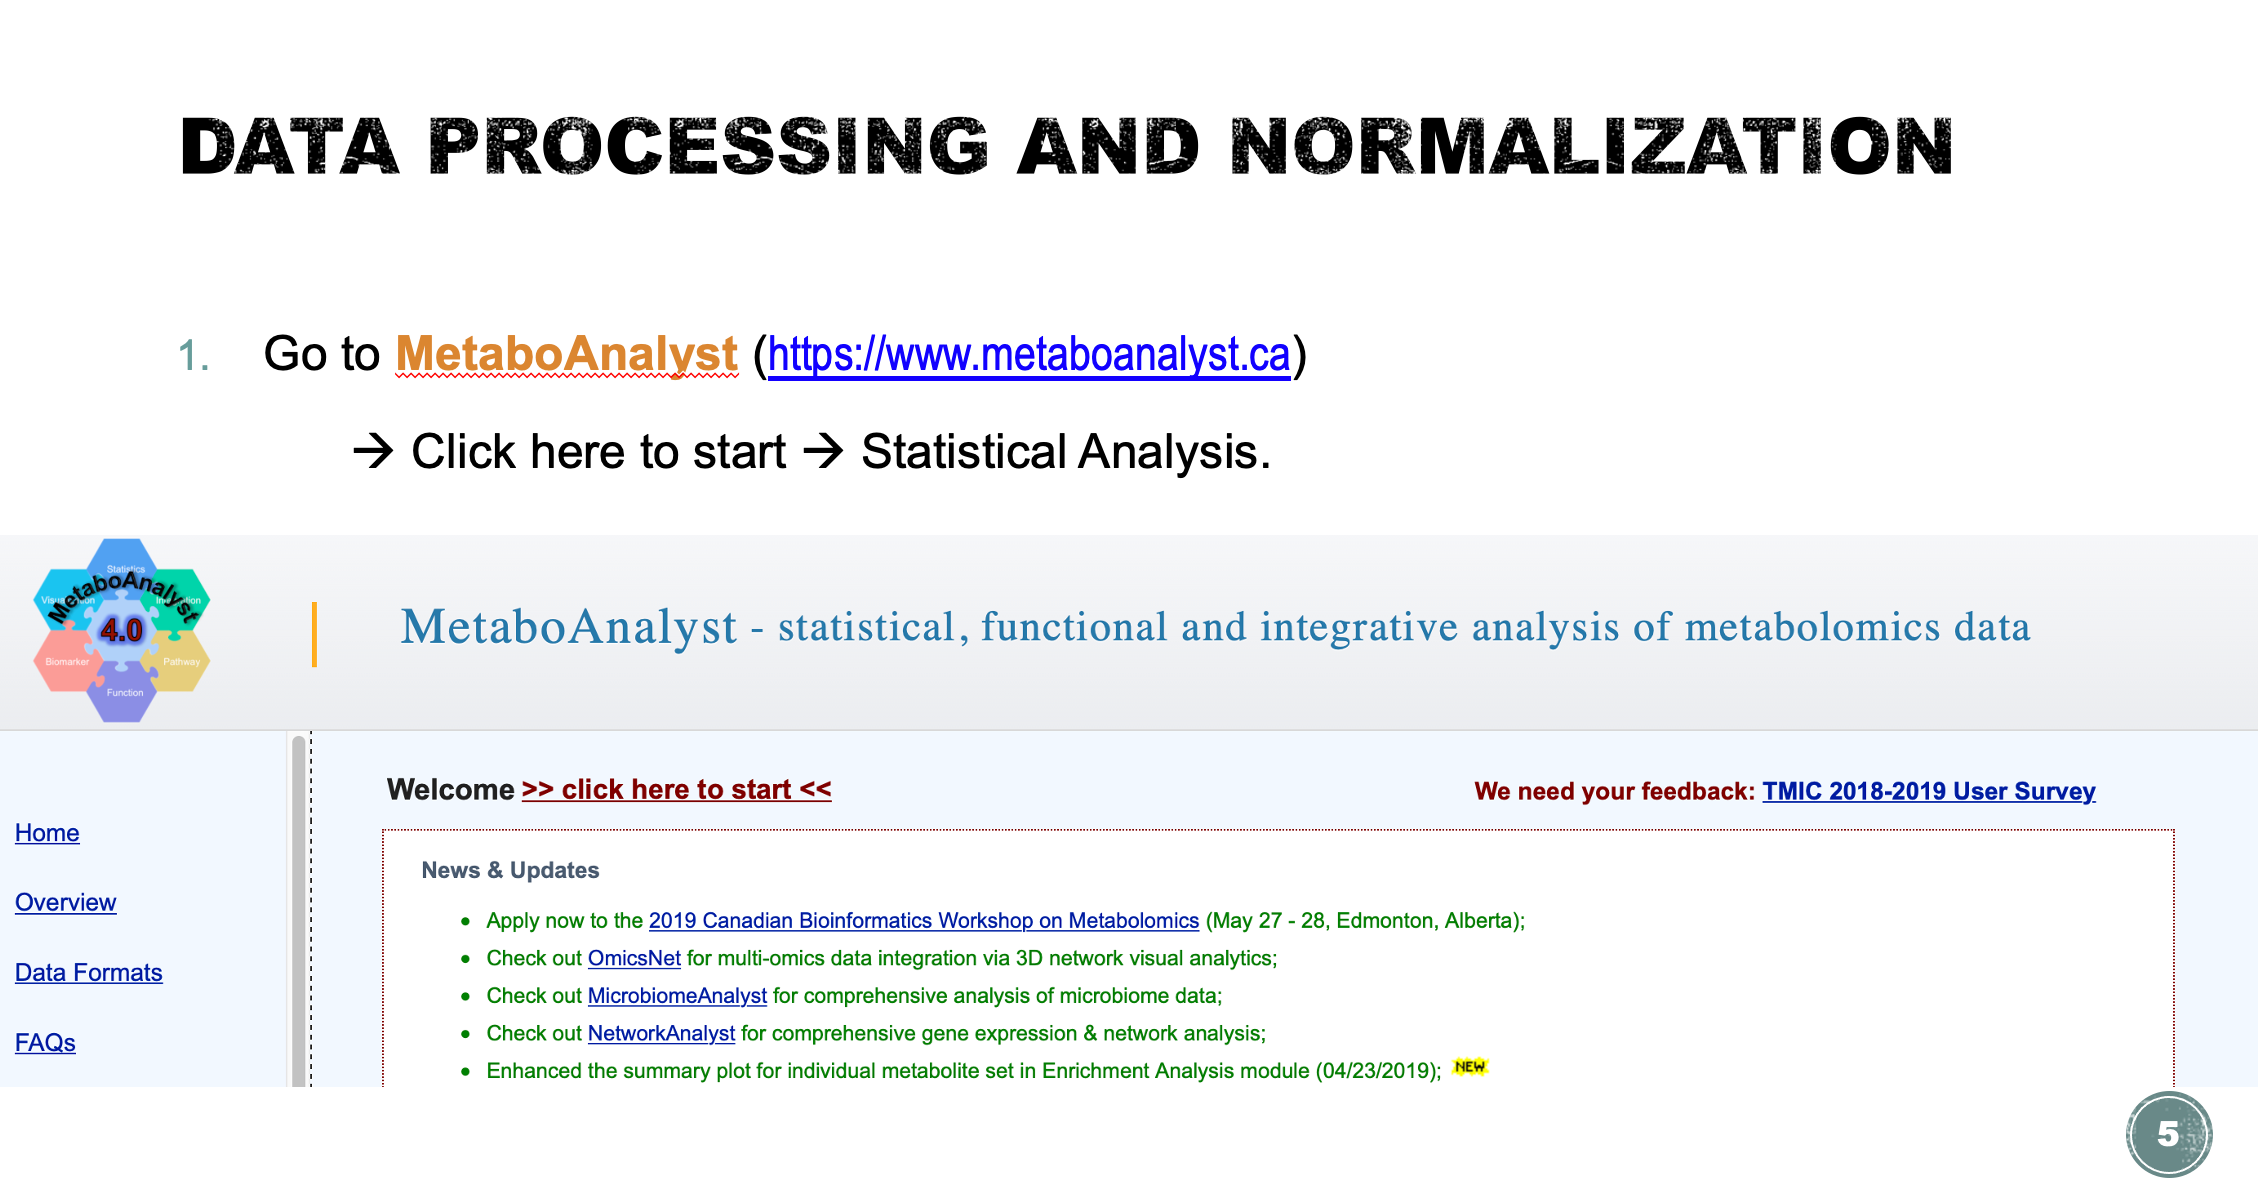 DATA PROCESSING AND NORMALIZATION
1. Go to MetaboAnalyst (https://www.metaboanalyst.ca)
→ Click here to start → Statistical Analysis.
Statistics
MetaboAnalyst
4.0
Biomarker
Pathway
Function
MetaboAnalyst - statistical, functional and integrative analysis of metabolomics data
Welcome >> click here to start <<
We need your feedback: TMIC 2018-2019 User Survey
Home
Overview
Data Formats
FAQs
News & Updates
• Apply now to the 2019 Canadian Bioinformatics Workshop on Metabolomics (May 27 - 28, Edmonton, Alberta);
• Check out OmicsNet for multi-omics data integration via 3D network visual analytics;
• Check out MicrobiomeAnalyst for comprehensive analysis of microbiome data;
• Check out NetworkAnalyst for comprehensive gene expression & network analysis;
• Enhanced the summary plot for individual metabolite set in Enrichment Analysis module (04/23/2019); NEW
5